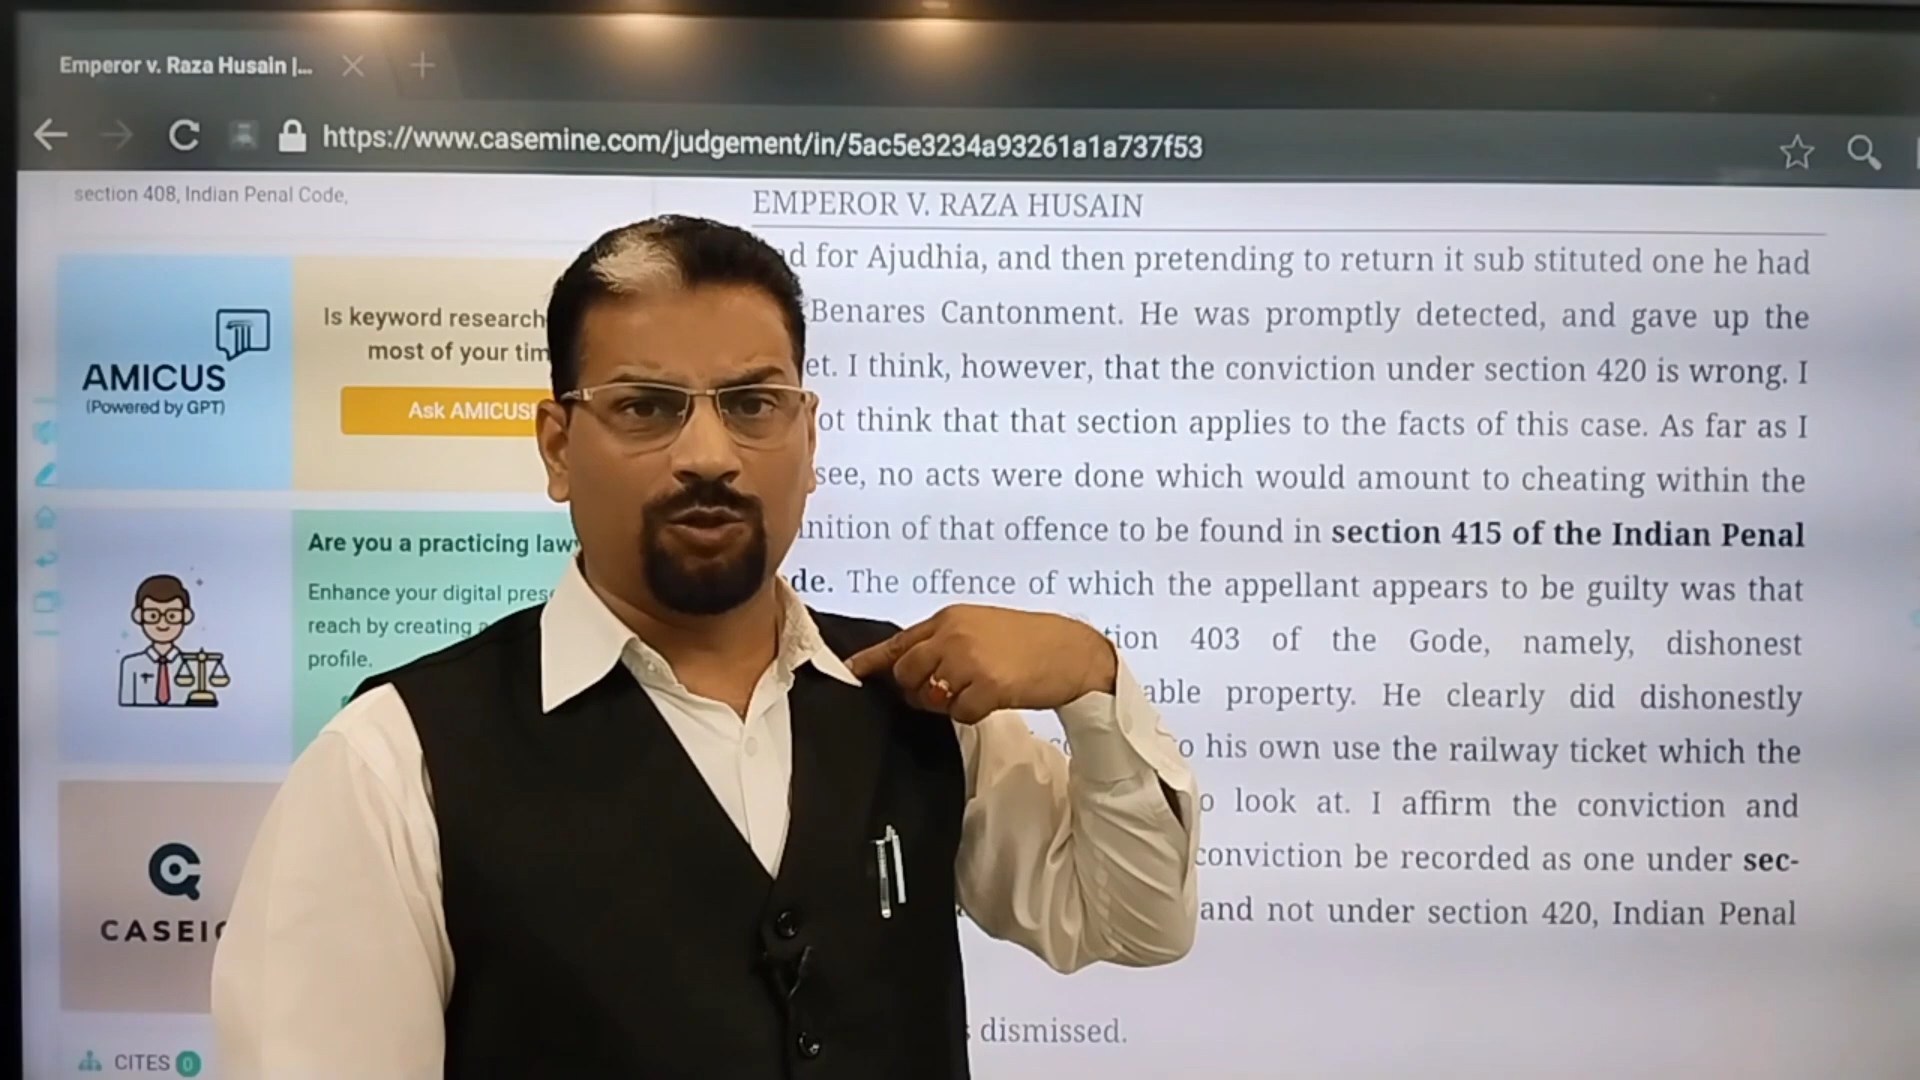 Emperor v. Raza Husain |...
https://www.casemine.com/judgement/in/5ac5e3234a93261a1a737f53
section 408, Indian Penal Code,
AMICUS
(Powered by GPT)
Is keyword research
most of your tim
Ask AMICUS!
Are you a practicing law
Enhance your digital pres
reach by creating
profile.
CASEI
CITES 0
EMPEROR V. RAZA HUSAIN
for Ajudhia, and then pretending to return it sub stituted one he had
Benares Cantonment. He was promptly detected, and gave up the
et. I think, however, that the conviction under section 420 is wrong. I
ot think that that section applies to the facts of this case. As far as I
see, no acts were done which would amount to cheating within the
nition of that offence to be found in section 415 of the Indian Penal
de. The offence of which the appellant appears to be guilty was that
tion 403 of the Gode, namely, dishonest
able property. He clearly did dishonestly
o his own use the railway ticket which the
o look at. I affirm the conviction and
conviction be recorded as one under sec-
and not under section 420, Indian Penal
dismissed.